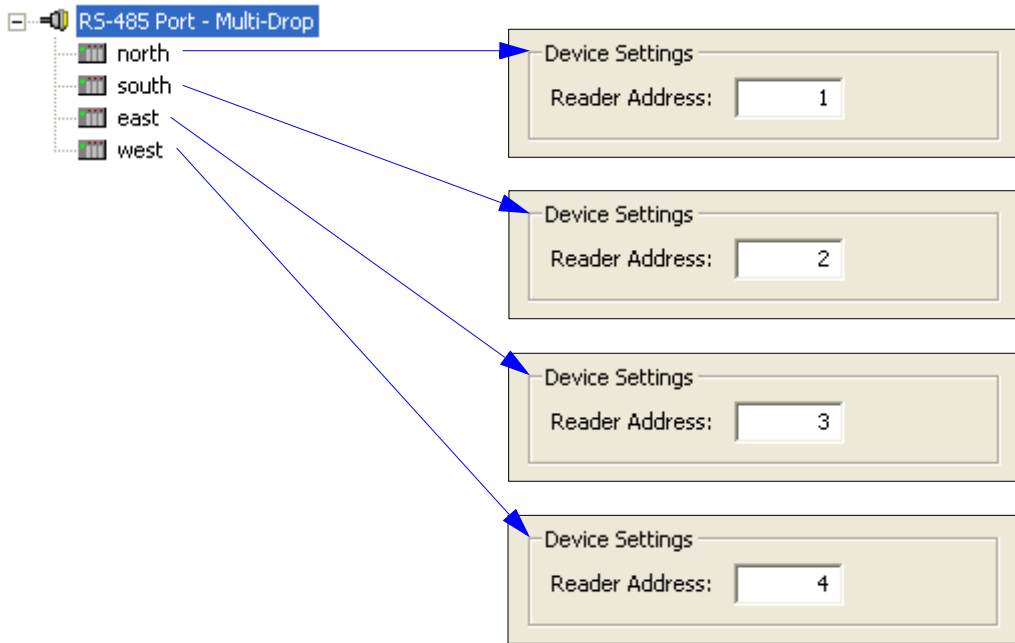 RS-485 Port - Multi-Drop
north
south
east
west
Device Settings
Reader Address: 1
Device Settings
Reader Address: 2
Device Settings
Reader Address: 3
Device Settings
Reader Address: 4